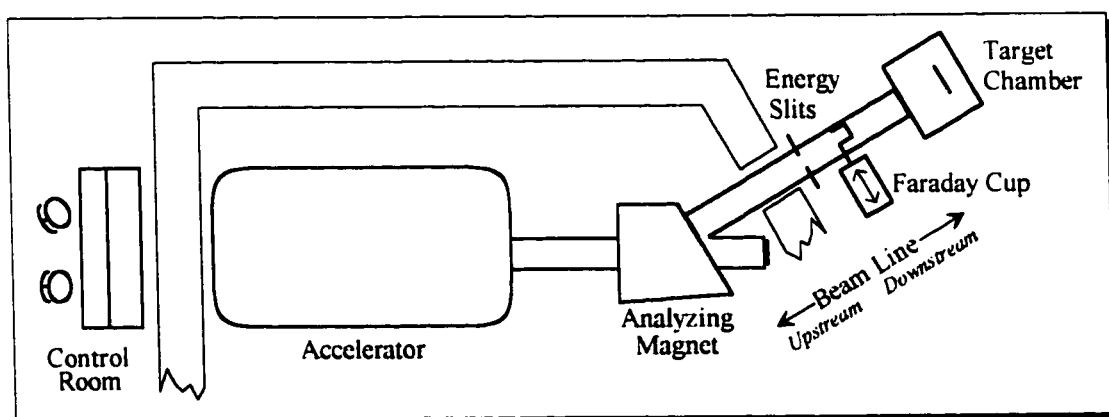 Target
Chamber
Energy
Slits
Faraday Cup
Beam Line
Upstream Downstream
Analyzing
Magnet
Accelerator
Control
Room